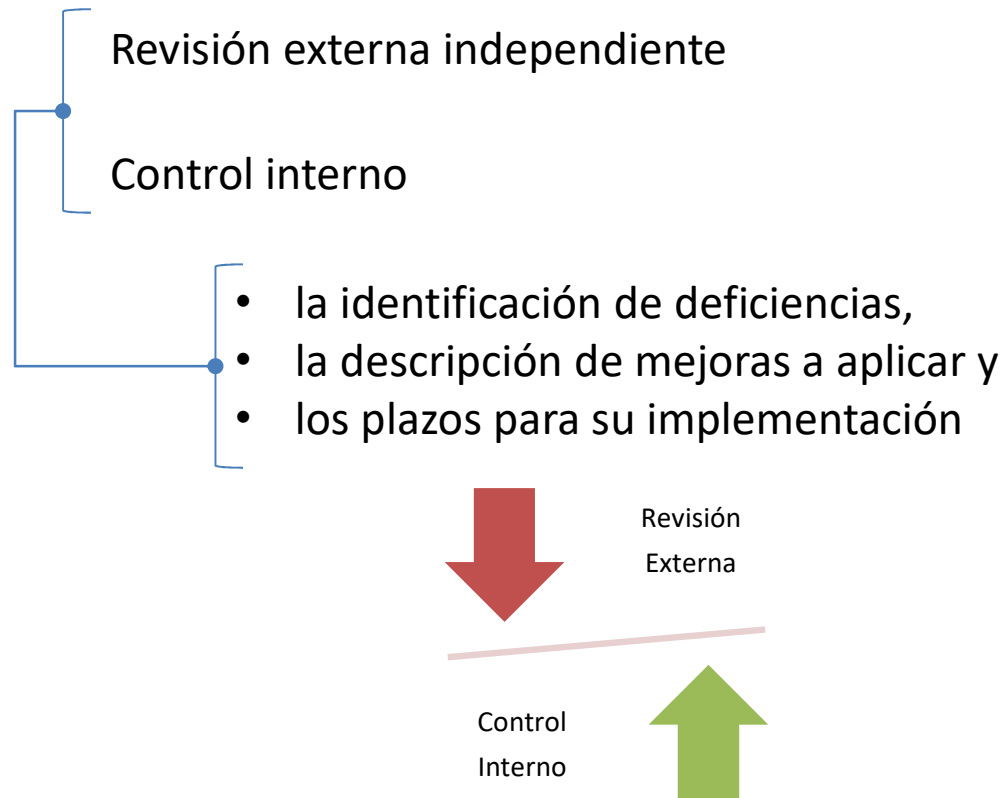 Revisión externa independiente
Control interno
• la identificación de deficiencias,
• la descripción de mejoras a aplicar y
• los plazos para su implementación
Revisión
Externa
Control
Interno